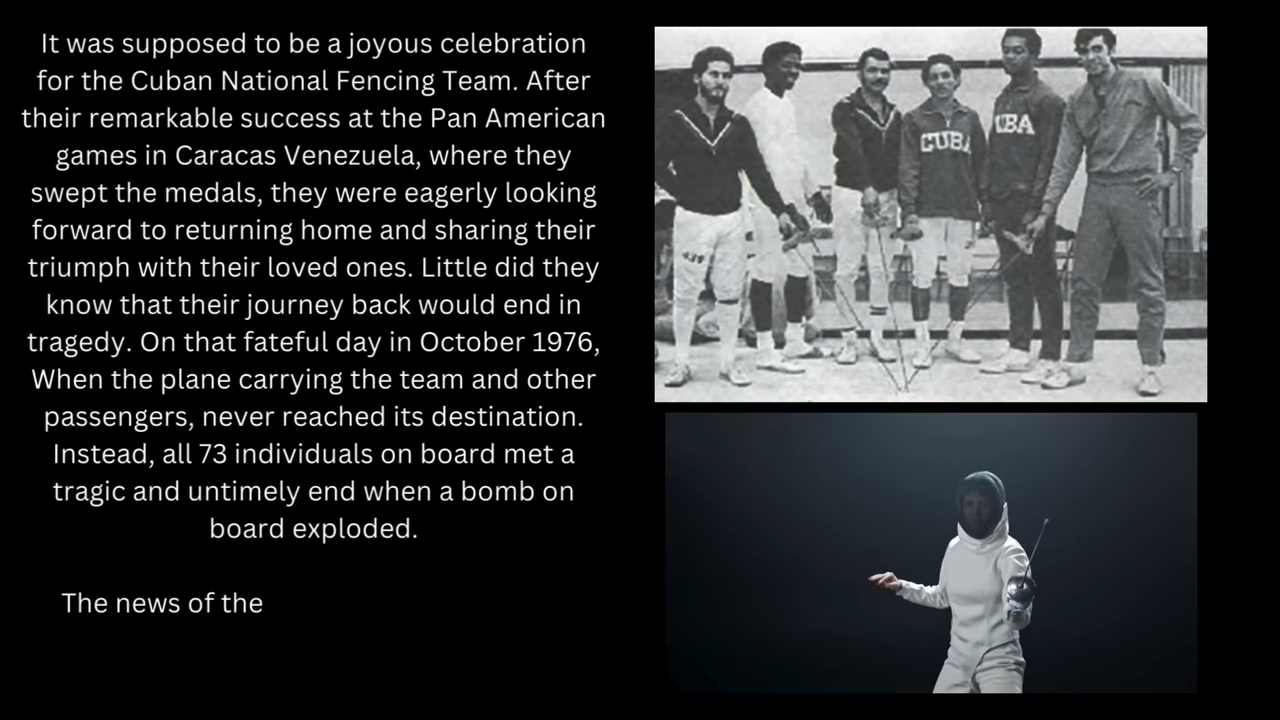 It was supposed to be a joyous celebration
for the Cuban National Fencing Team. After
their remarkable success at the Pan American
games in Caracas Venezuela, where they
swept the medals, they were eagerly looking
forward to returning home and sharing their
triumph with their loved ones. Little did they
know that their journey back would end in
tragedy. On that fateful day in October 1976,
When the plane carrying the team and other
passengers, never reached its destination.
Instead, all 73 individuals on board met a
tragic and untimely end when a bomb on
board exploded.
The news of the
CUBA
UBA